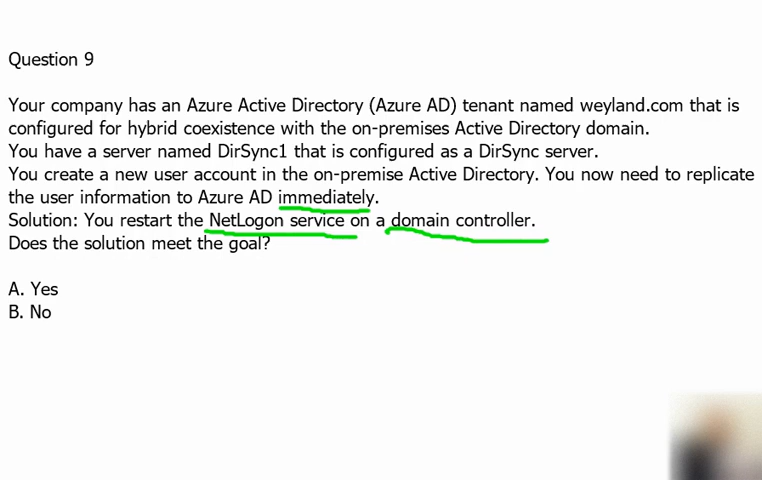 Question 9
Your company has an Azure Active Directory (Azure AD) tenant named weyland.com that is
configured for hybrid coexistence with the on-premises Active Directory domain.
You have a server named DirSync1 that is configured as a DirSync server.
You create a new user account in the on-premise Active Directory. You now need to replicate
the user information to Azure AD immediately.
Solution: You restart the NetLogon service on a domain controller.
Does the solution meet the goal?
A. Yes
B. No